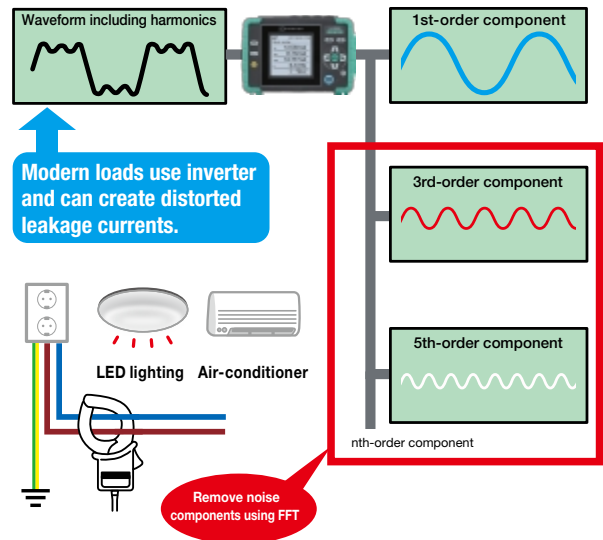 Waveform including harmonics
1st-order component
Modern loads use inverter
and can create distorted
leakage currents.
3rd-order component
LED lighting
Air-conditioner
5th-order component
nth-order component
Remove noise
components using FFT